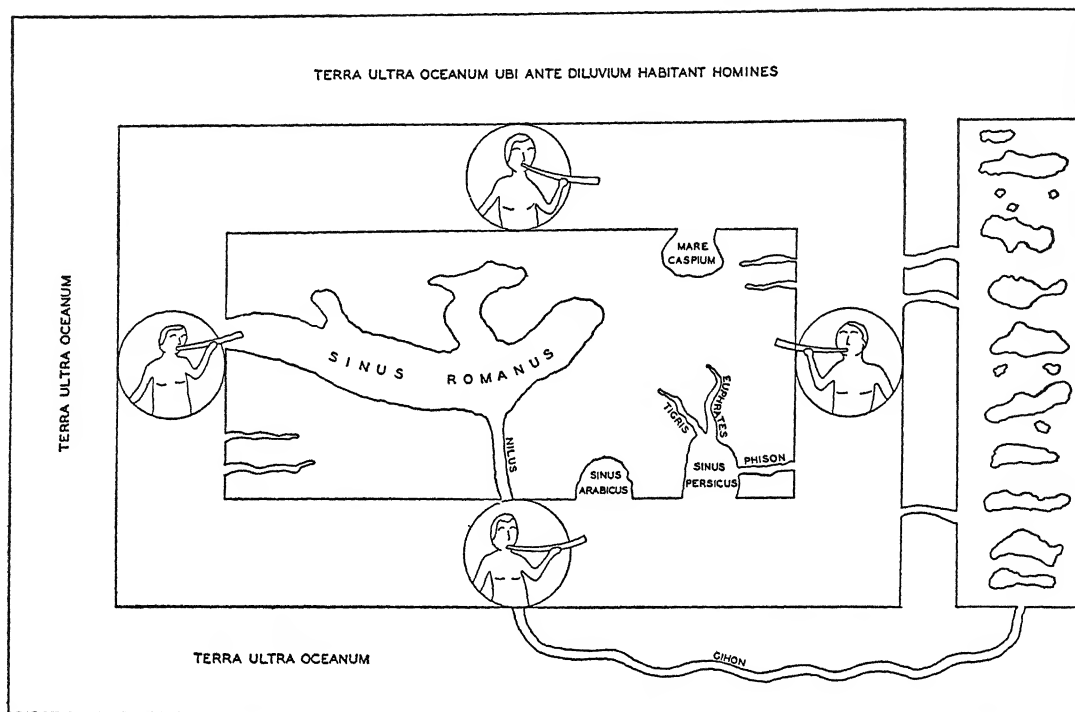 TERRA ULTRA OCEANUM UBI ANTE DILUVIUM HABITANT HOMINES
TERRA ULTRA OCEANUM
MARE
CASPIUM
SINUS ROMANUS
TIGRIS
EUPHRATES
NILUS
SINUS
ARABICUS
SINUS
PERSICUS
PHISON
TERRA ULTRA OCEANUM
GIHON